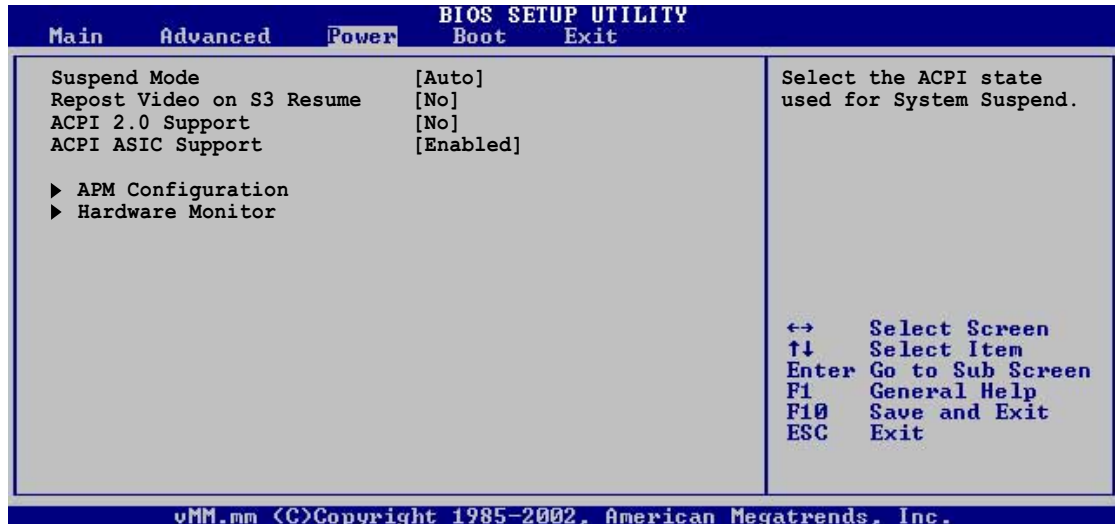 BIOS SETUP UTILITY
Main Advanced Power Boot Exit
Suspend Mode [Auto]
Repost Video on S3 Resume [No]
ACPI 2.0 Support [No]
ACPI ASIC Support [Enabled]
▶ APM Configuration
▶ Hardware Monitor
Select the ACPI state
used for System Suspend.
←→ Select Screen
↑↓ Select Item
Enter Go to Sub Screen
F1 General Help
F10 Save and Exit
ESC Exit
vMM.mm (C)Copyright 1985-2002, American Megatrends, Inc.